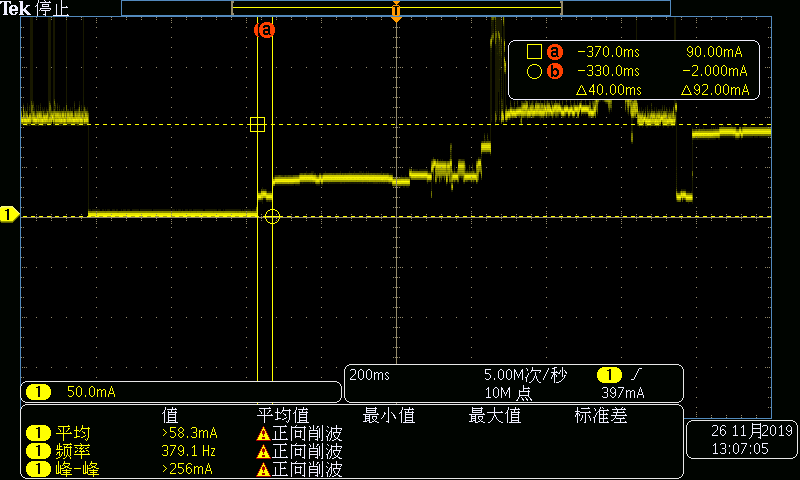 Tek 停止
T
a
a -370.0ms 90.00mA
b -330.0ms -2.000mA
△40.00ms △92.00mA
1
1 50.0mA
200ms 5.00M次/秒 1
10M 点 397mA
值 平均值 最小值 最大值 标准差
1 平均 >58.3mA 正向削波
1 频率 379.1 Hz 正向削波
1 峰-峰 >256mA 正向削波
26 11月2019
13:07:05